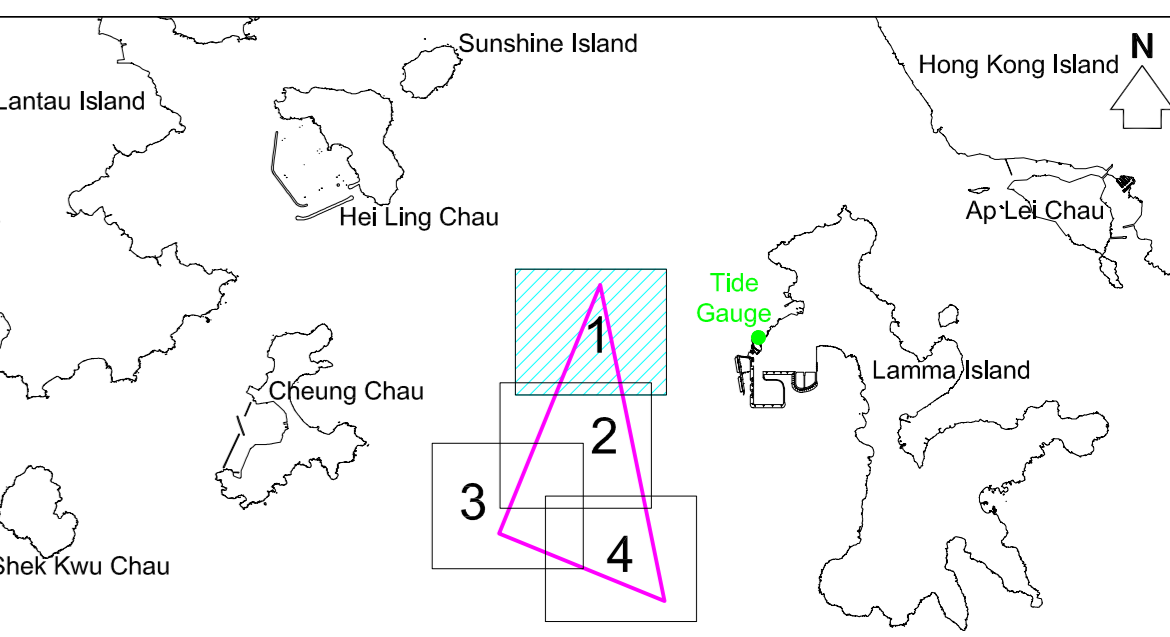 Sunshine Island
N
Hong Kong Island
Lantau Island
Hei Ling Chau
Ap Lei Chau
Tide
Gauge
1
Lamma Island
Cheung Chau
2
3
4
Shek Kwu Chau